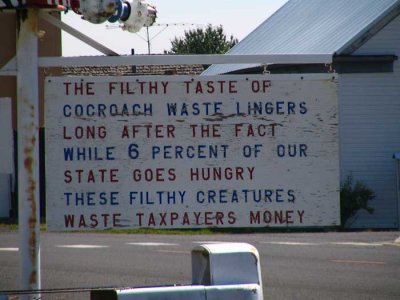 THE FILTHY TASTE OF
COCROACH WASTE LINGERS
LONG AFTER THE FACT
WHILE 6 PERCENT OF OUR
STATE GOES HUNGRY
THESE FILTHY CREATURES
WASTE TAXPAYERS MONEY